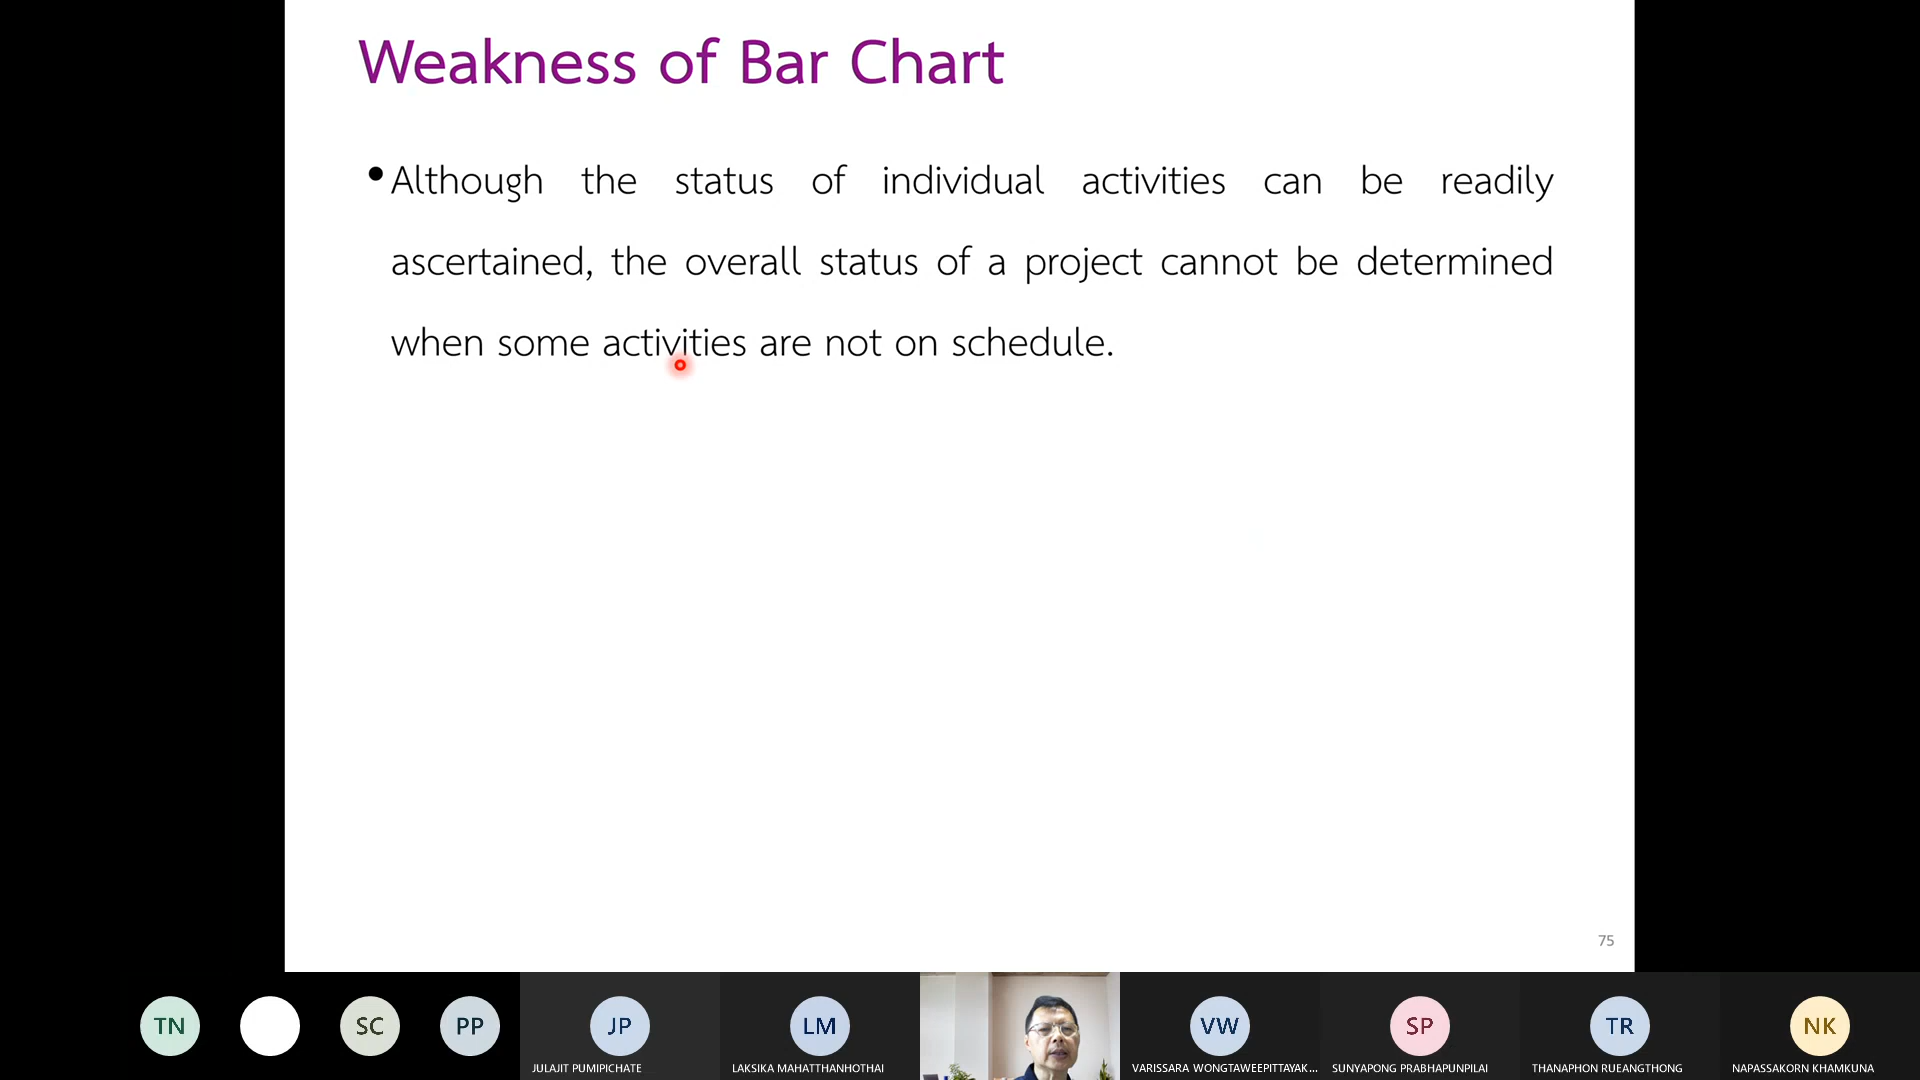 Weakness of Bar Chart
•Although the status of individual activities can be readily
ascertained, the overall status of a project cannot be determined
when some activities are not on schedule.
75
TN
SC
PP
JP
LM
VW
SP
TR
NK
JULAJIT PUMIPICHATE
LAKSIKA MAHATTHANHOTHAI
VARISSARA WONGTAWEEPITTAYAK...
SUNYAPONG PRABHAPUNPILAI
THANAPHON RUEANGTHONG
NAPASSAKORN KHAMKUNA